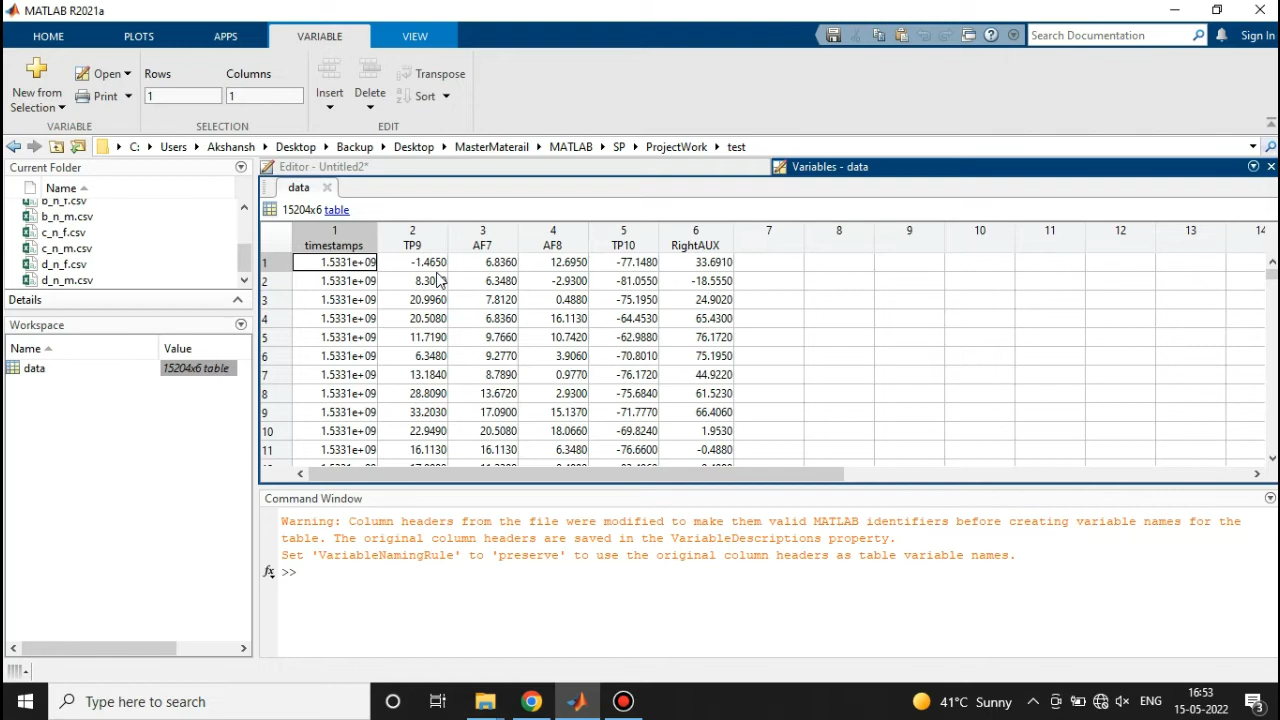 MATLAB R2021a
HOME PLOTS APPS VARIABLE VIEW Search Documentation Sign In
New from Selection
Open
Print
VARIABLE
Rows Columns
1 1
SELECTION
Insert Delete
Transpose
Sort
EDIT
C: Users Akshansh Desktop Backup Desktop MasterMaterail MATLAB SP ProjectWork test
Current Folder
Name
b_n_f.csv
b_n_m.csv
c_n_f.csv
c_n_m.csv
d_n_f.csv
d_n_m.csv
Details
Workspace
Name Value
data 15204x6 table
Editor - Untitled2* Variables - data
data
15204x6 table
1 2 3 4 5 6 7 8 9 10 11 12 13 14
timestamps TP9 AF7 AF8 TP10 RightAUX
1 1.5331e+09 -1.4650 6.8360 12.6950 -77.1480 33.6910
2 1.5331e+09 6.3480 -2.9300 -81.0550 -18.5550
3 1.5331e+09 20.9960 7.8120 0.4880 -75.1950 24.9020
4 1.5331e+09 20.5080 6.8360 16.1130 -64.4530 65.4300
5 1.5331e+09 11.7190 9.7660 10.7420 -62.9880 76.1720
6 1.5331e+09 6.3480 9.2770 3.9060 -70.8010 75.1950
7 1.5331e+09 13.1840 8.7890 0.9770 -76.1720 44.9220
8 1.5331e+09 28.8090 13.6720 2.9300 -75.6840 61.5230
9 1.5331e+09 33.2030 17.0900 15.1370 -71.7770 66.4060
10 1.5331e+09 22.9490 20.5080 18.0660 -69.8240 1.9530
11 1.5331e+09 16.1130 16.1130 6.3480 -76.6600 -0.4880
Command Window
Warning: Column headers from the file were modified to make them valid MATLAB identifiers before creating variable names for the
table. The original column headers are saved in the VariableDescriptions property.
Set 'VariableNamingRule' to 'preserve' to use the original column headers as table variable names.
fx >>
Type here to search 41°C Sunny ENG 16:53
15-05-2022 3